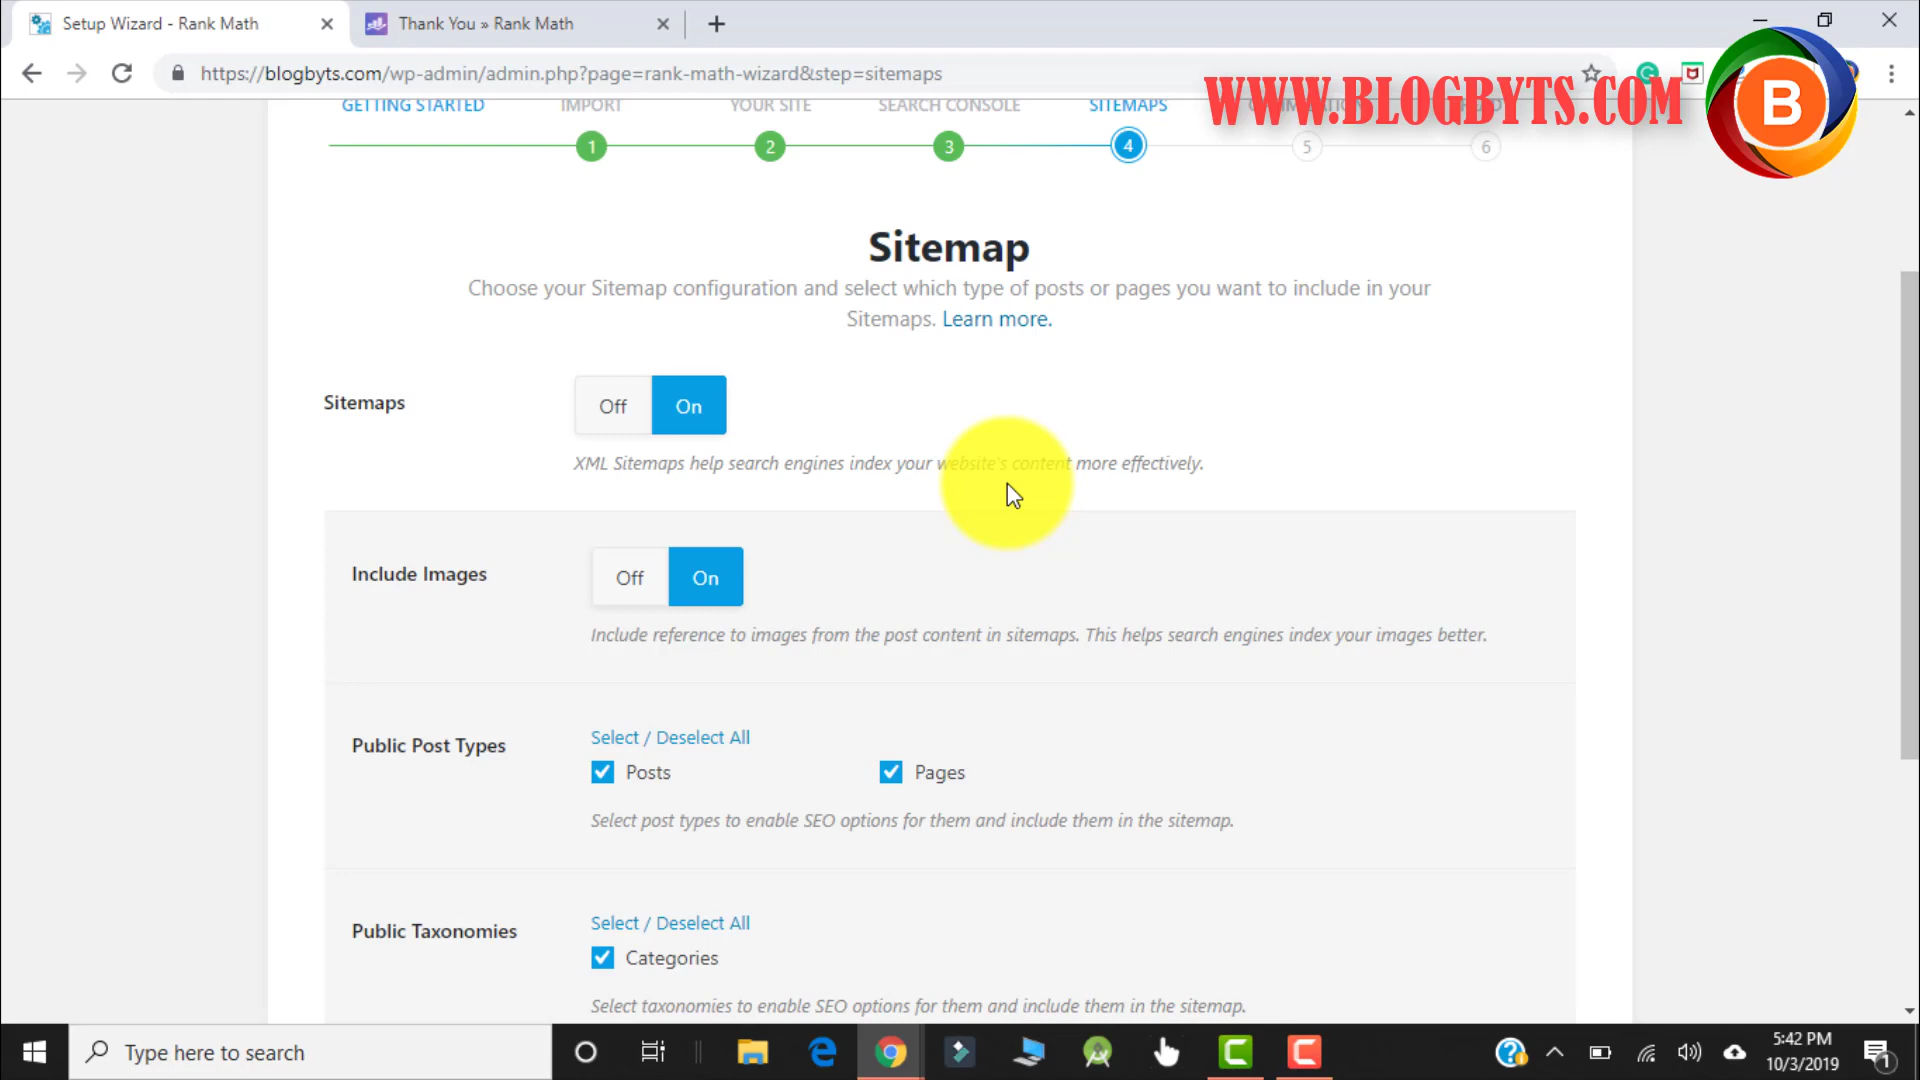 Setup Wizard - Rank Math
Thank You » Rank Math
https://blogbyts.com/wp-admin/admin.php?page=rank-math-wizard&step=sitemaps
WWW.BLOGBYTS.COM
B
GETTING STARTED
IMPORT
YOUR SITE
SEARCH CONSOLE
SITEMAPS
1
2
3
4
5
6
Sitemap
Choose your Sitemap configuration and select which type of posts or pages you want to include in your
Sitemaps. Learn more.
Sitemaps
Off
On
XML Sitemaps help search engines index your website's content more effectively.
Include Images
Off
On
Include reference to images from the post content in sitemaps. This helps search engines index your images better.
Public Post Types
Select / Deselect All
Posts
Pages
Select post types to enable SEO options for them and include them in the sitemap.
Public Taxonomies
Select / Deselect All
Categories
Select taxonomies to enable SEO options for them and include them in the sitemap.
Type here to search
5:42 PM
10/3/2019
1